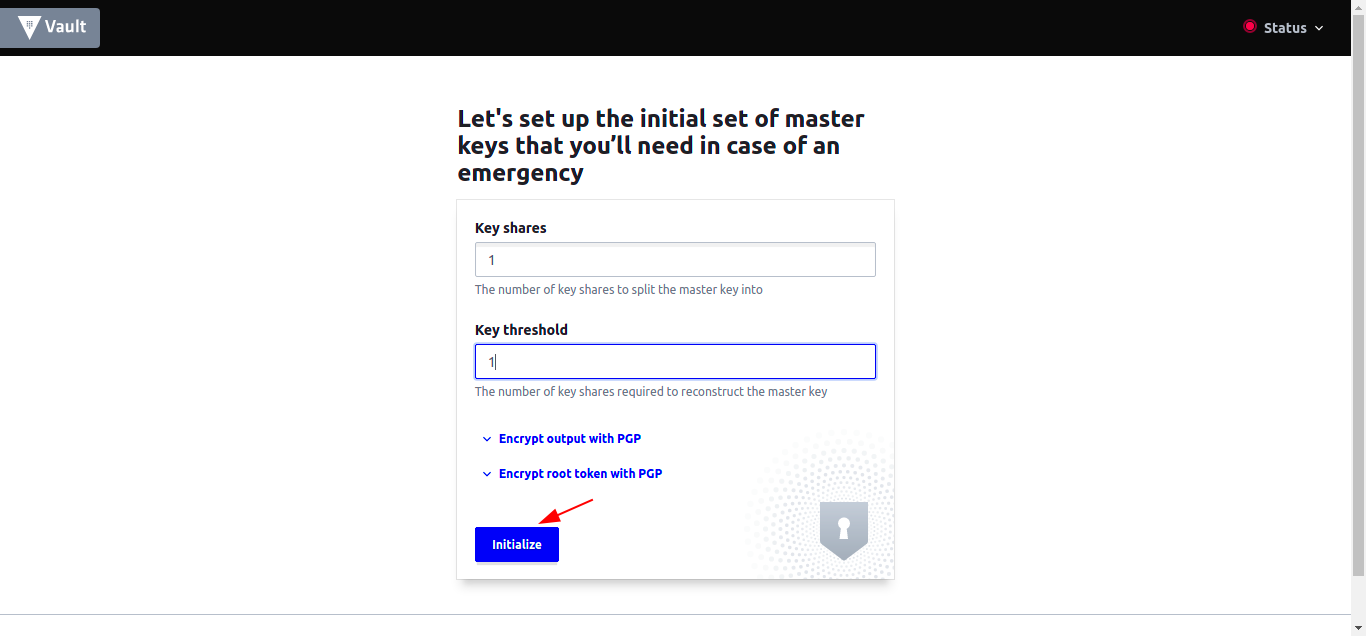 Vault
Status
Let's set up the initial set of master
keys that you’ll need in case of an
emergency
Key shares
1
The number of key shares to split the master key into
Key threshold
1
The number of key shares required to reconstruct the master key
Encrypt output with PGP
Encrypt root token with PGP
Initialize